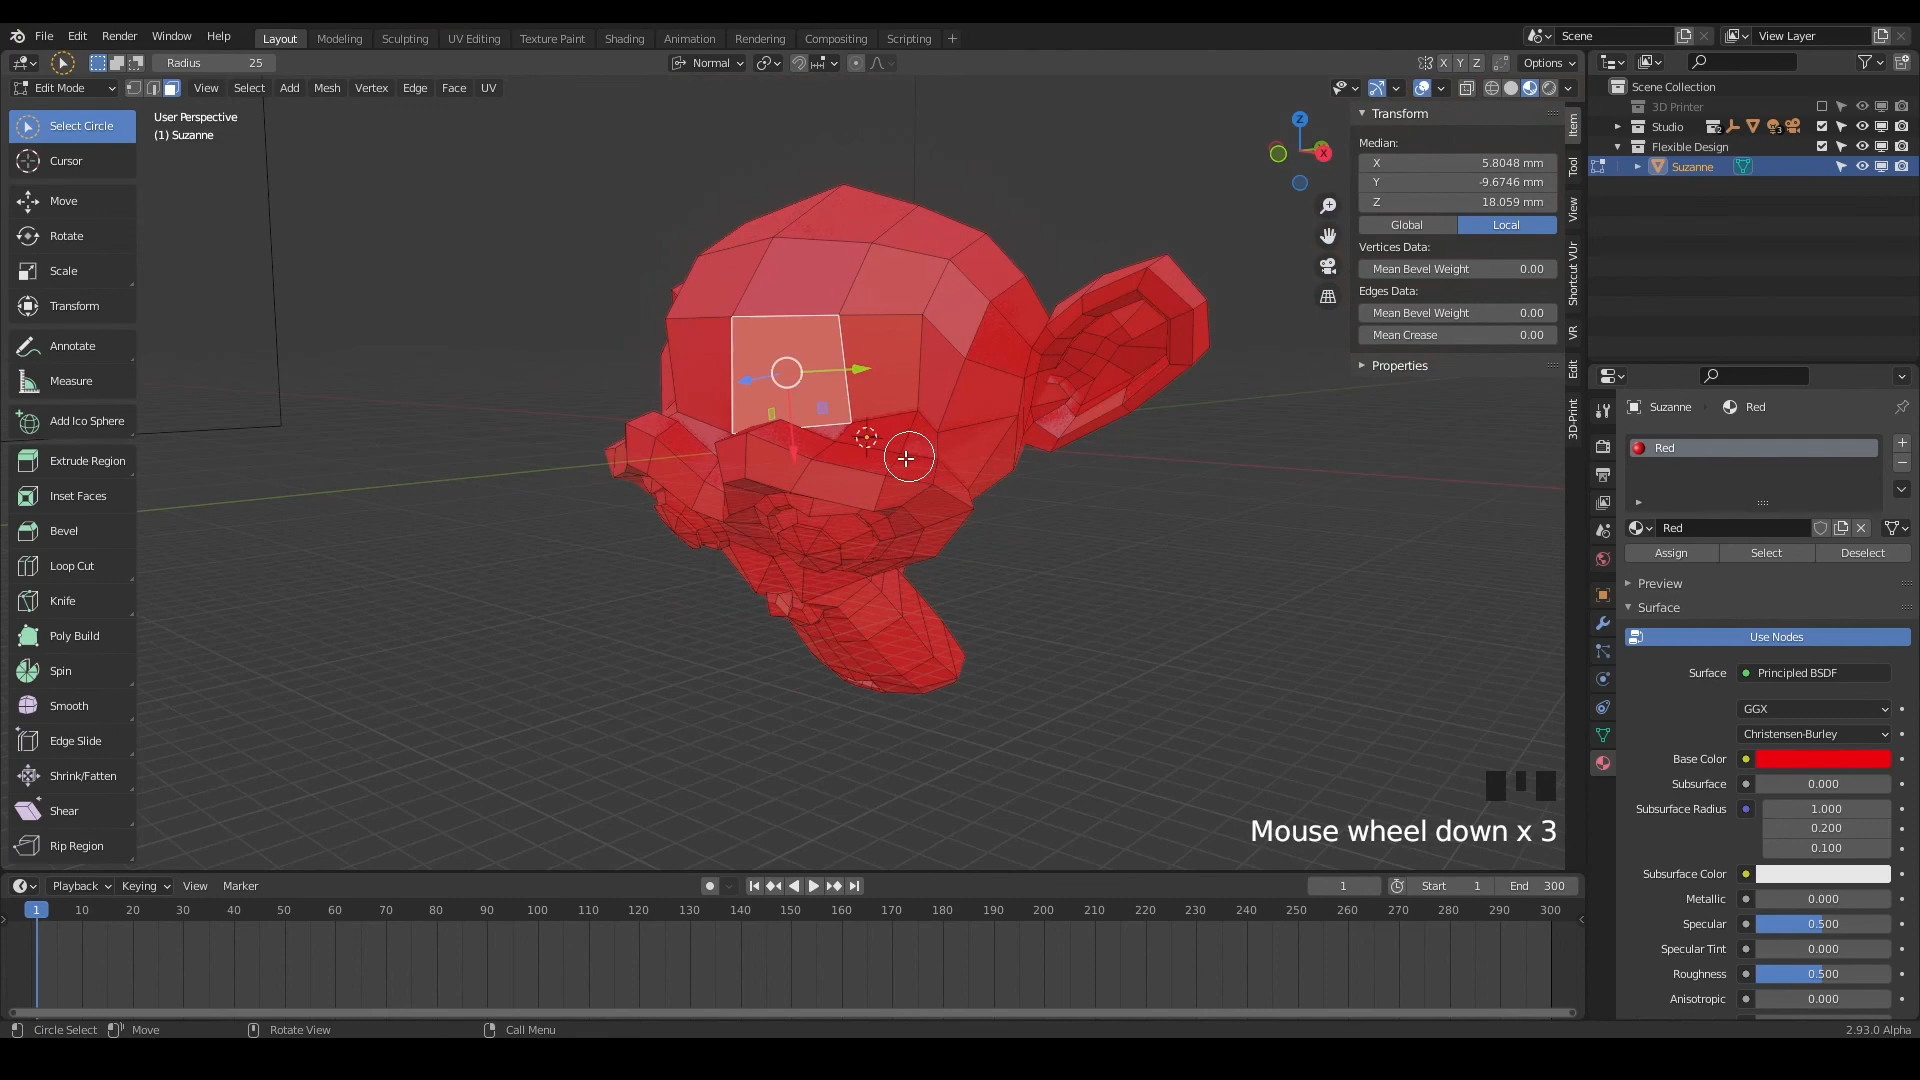 File Edit Render Window Help Layout Modeling Sculpting UV Editing Texture Paint Shading Animation Rendering Compositing Scripting + Scene View Layer
Radius 25 Normal X Y Z Options
Edit Mode View Select Add Mesh Vertex Edge Face UV
User Perspective
(1) Suzanne
Select Circle
Cursor
Move
Rotate
Scale
Transform
Annotate
Measure
Add Ico Sphere
Extrude Region
Inset Faces
Bevel
Loop Cut
Knife
Poly Build
Spin
Smooth
Edge Slide
Shrink/Fatten
Shear
Rip Region
Z
X
Transform
Median:
X 5.8048 mm
Y -9.6746 mm
Z 18.059 mm
Global Local
Vertices Data:
Mean Bevel Weight 0.00
Edges Data:
Mean Bevel Weight 0.00
Mean Crease 0.00
Properties
Item
Tool
View
Shortcut VUr
VR
Edit
3D-Print
Mouse wheel down x 3
Scene Collection
3D Printer
Studio 2 3
Flexible Design
Suzanne
Suzanne Red
Red
Red
Assign Select Deselect
Preview
Surface
Use Nodes
Surface Principled BSDF
GGX
Christensen-Burley
Base Color
Subsurface 0.000
Subsurface Radius 1.000
0.200
0.100
Subsurface Color
Metallic 0.000
Specular 0.500
Specular Tint 0.000
Roughness 0.500
Anisotropic 0.000
Playback Keying View Marker 1 Start 1 End 300
1 10 20 30 40 50 60 70 80 90 100 110 120 130 140 150 160 170 180 190 200 210 220 230 240 250 260 270 280 290 300
Circle Select Move Rotate View Call Menu 2.93.0 Alpha